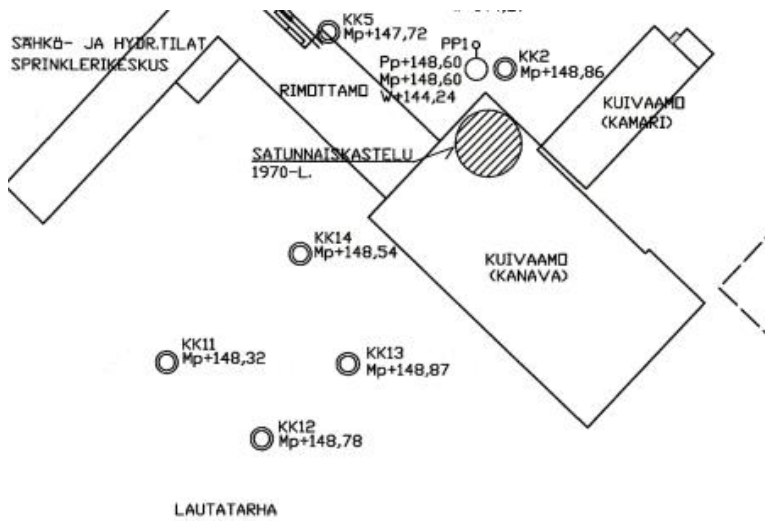 KK5
Mp+147,72
SÄHKÖ- JA HYDR.TILAT
SPRINKLERIKESKUS
PP1
Pp+148,60
Mp+148,60
W+144,24
KK2
Mp+148,86
RIMOTTAMO
KUIVAAMO
(KAMARI)
SATUNNAISKASTELU
1970-L.
KK14
Mp+148,54
KUIVAAMO
(KANAVA)
KK11
Mp+148,32
KK13
Mp+148,87
KK12
Mp+148,78
LAUTATARHA